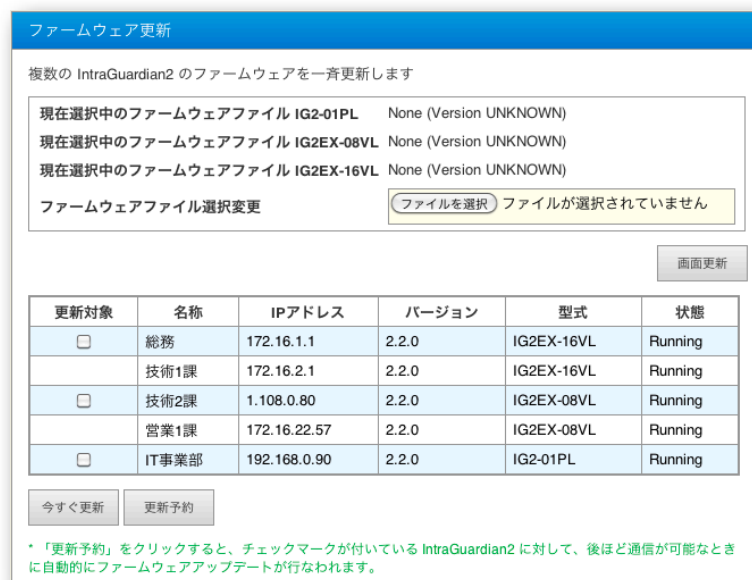 ファームウェア更新
複数の IntraGuardian2 のファームウェアを一斉更新します
現在選択中のファームウェアファイル IG2-01PL None (Version UNKNOWN)
現在選択中のファームウェアファイル IG2EX-08VL None (Version UNKNOWN)
現在選択中のファームウェアファイル IG2EX-16VL None (Version UNKNOWN)
ファームウェアファイル選択変更 ファイルを選択 ファイルが選択されていません
画面更新
更新対象 名称 IPアドレス バージョン 型式 状態
総務 172.16.1.1 2.2.0 IG2EX-16VL Running
技術1課 172.16.2.1 2.2.0 IG2EX-16VL Running
技術2課 1.108.0.80 2.2.0 IG2EX-08VL Running
営業1課 172.16.22.57 2.2.0 IG2EX-08VL Running
IT事業部 192.168.0.90 2.2.0 IG2-01PL Running
今すぐ更新 更新予約
* 「更新予約」をクリックすると、チェックマークが付いている IntraGuardian2 に対して、後ほど通信が可能なとき
に自動的にファームウェアアップデートが行なわれます。